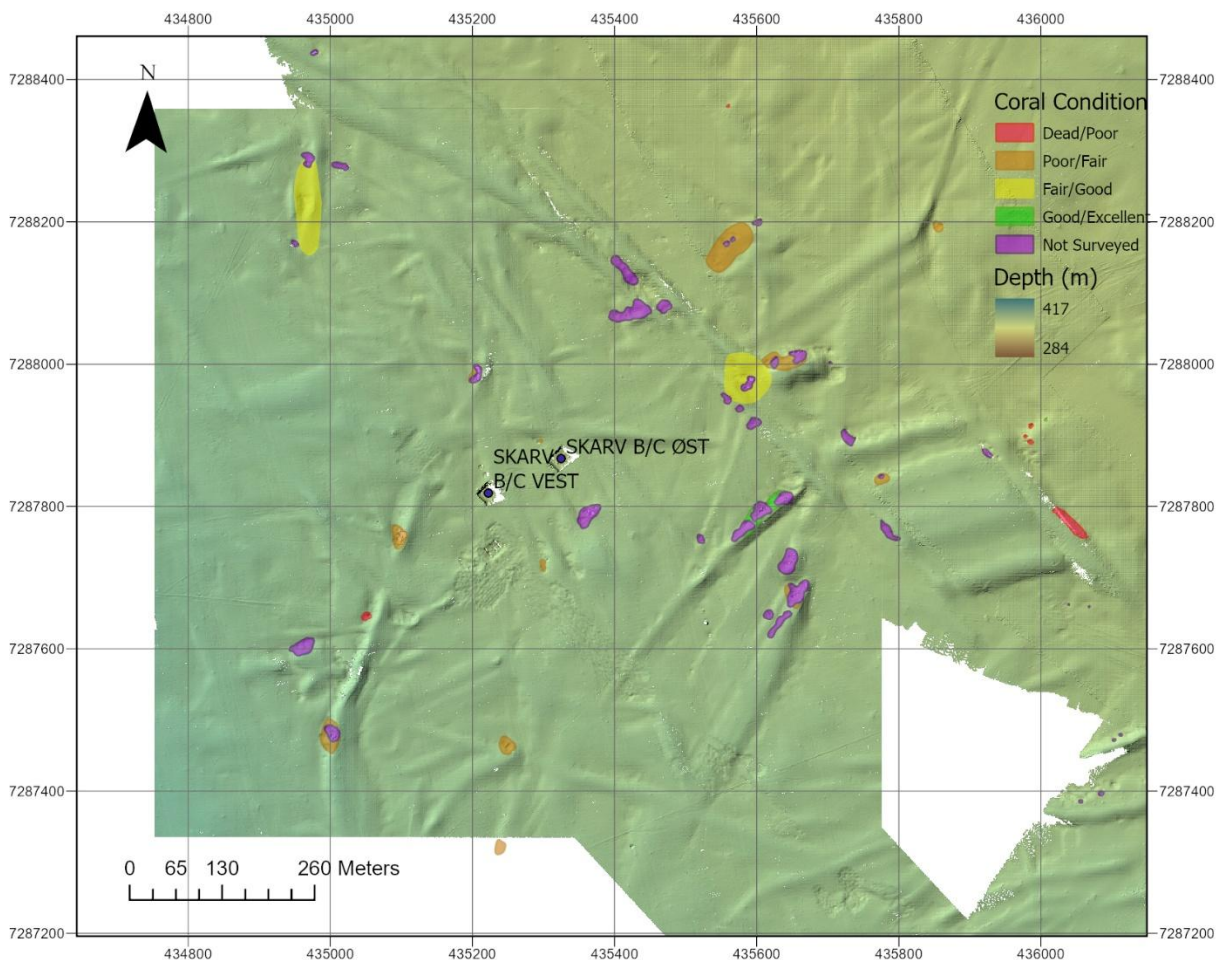 434800 435000 435200 435400 435600 435800 436000
7288400 7288400
N
Coral Condition
Dead/Poor
Poor/Fair
Fair/Good
Good/Excellent
Not Surveyed
7288200 7288200
Depth (m)
417
284
7288000 7288000
SKARV B/C ØST
SKARV
B/C VEST
7287800 7287800
7287600 7287600
7287400 7287400
0 65 130 260 Meters
7287200 7287200
434800 435000 435200 435400 435600 435800 436000